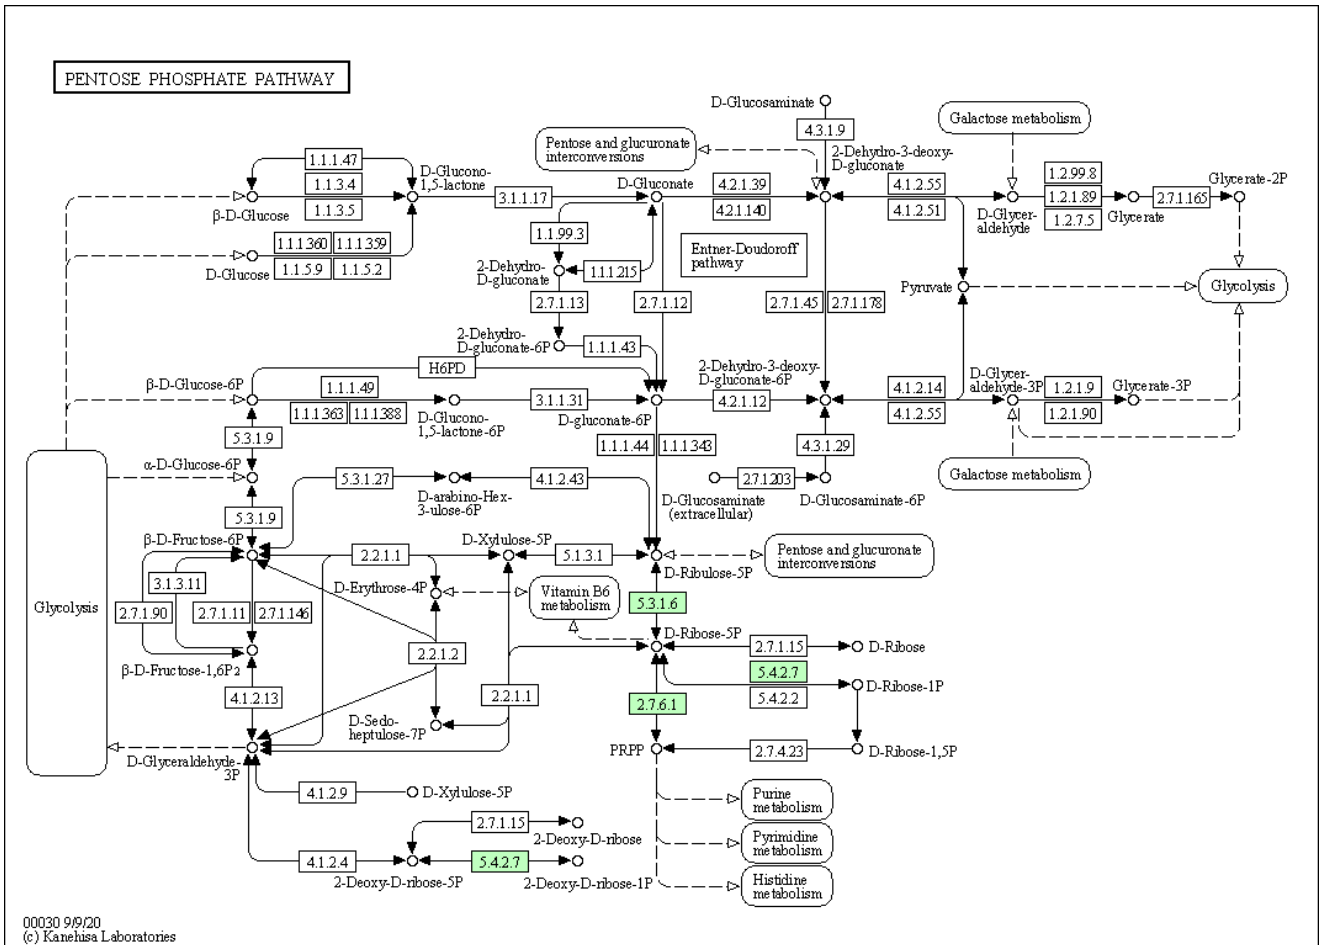 PENTOSE PHOSPHATE PATHWAY
D-Glucosaminate
4.3.1.9
Galactose metabolism
Pentose and glucuronate
interconversions
2-Dehydro-3-deoxy-
D-gluconate
1.1.1.47
1.1.3.4
1.1.3.5
β-D-Glucose
D-Glucono-
1,5-lactone
3.1.1.17
D-Gluconate
4.2.1.39
4.2.1.140
4.1.2.55
4.1.2.51
D-Glycer-
aldehyde
1.2.99.8
1.2.1.89
1.2.7.5
Glycerate
2.7.1.165
Glycerate-2P
1.1.1.360
1.1.1.359
1.1.5.9
1.1.5.2
D-Glucose
1.1.99.3
2-Dehydro-
D-gluconate
1.1.1.215
Entner-Doudoroff
pathway
2.7.1.13
2.7.1.12
2.7.1.45
2.7.1.178
Pyruvate
Glycolysis
2-Dehydro-
D-gluconate-6P
1.1.1.43
H6PD
β-D-Glucose-6P
1.1.1.49
1.1.1.363
1.1.1.388
D-Glucono-
1,5-lactone-6P
3.1.1.31
D-gluconate-6P
2-Dehydro-3-deoxy-
D-gluconate-6P
4.2.1.12
4.1.2.14
4.1.2.55
D-Glycer-
aldehyde-3P
1.2.1.9
1.2.1.90
Glycerate-3P
5.3.1.9
1.1.1.44
1.1.1.343
4.3.1.29
Galactose metabolism
α-D-Glucose-6P
5.3.1.27
D-arabino-Hex-
3-ulose-6P
4.1.2.43
D-Glucosaminate
(extracellular)
2.7.1.203
D-Glucosaminate-6P
5.3.1.9
β-D-Fructose-6P
2.2.1.1
D-Xylulose-5P
5.1.3.1
D-Ribulose-5P
Pentose and glucuronate
interconversions
3.1.3.11
2.7.1.90
2.7.1.11
2.7.1.146
D-Erythrose-4P
Vitamin B6
metabolism
5.3.1.6
Glycolysis
β-D-Fructose-1,6P2
2.2.1.2
D-Ribose-5P
2.7.1.15
D-Ribose
5.4.2.7
5.4.2.2
D-Ribose-1P
4.1.2.13
2.2.1.1
2.7.6.1
D-Sedo-
heptulose-7P
D-Glyceraldehyde-
3P
PRPP
2.7.4.23
D-Ribose-1,5P
4.1.2.9
D-Xylulose-5P
Purine
metabolism
2.7.1.15
2-Deoxy-D-ribose
Pyrimidine
metabolism
4.1.2.4
2-Deoxy-D-ribose-5P
5.4.2.7
2-Deoxy-D-ribose-1P
Histidine
metabolism
00030 9/9/20
(c) Kanehisa Laboratories